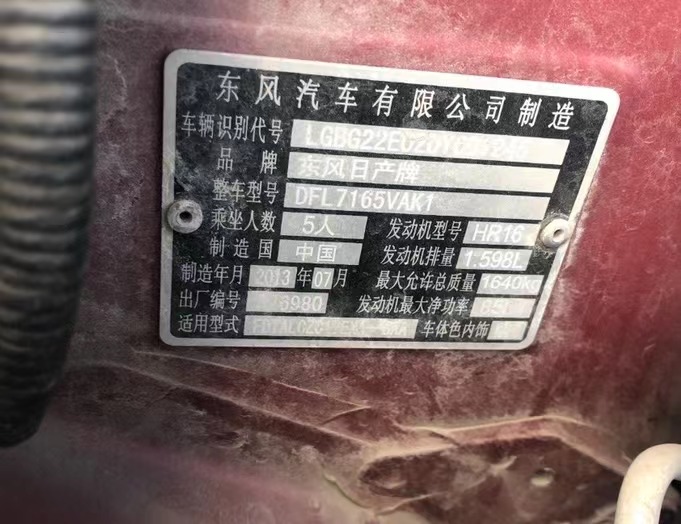 东风汽车有限公司制造
车辆识别代号
品牌 东风日产牌
整车型号 DFL7165VAK1
乘坐人数 5人 发动机型号 HR16
制造国 中国 发动机排量 1.598L
制造年月 2013年07月 最大允许总质量 1640kg
出厂编号 发动机最大净功率
适用型式 车体色内饰